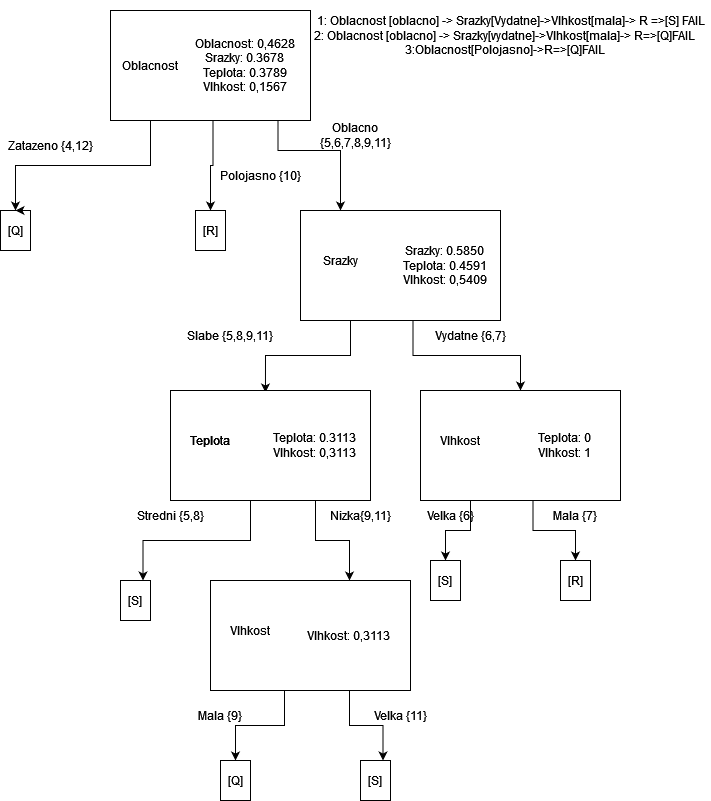 1: Oblacnost [oblacno] -> Srazky[Vydatne]->Vlhkost[mala]-> R =>[S] FAIL
2: Oblacnost [oblacno] -> Srazky[vydatne]->Vlhkost[mala]-> R=>[Q]FAIL
3:Oblacnost[Polojasno]->R=>[Q]FAIL
Oblacnost
Oblacnost: 0,4628
Srazky: 0.3678
Teplota: 0.3789
Vlhkost: 0,1567
Zatazeno {4,12}
Polojasno {10}
Oblacno
{5,6,7,8,9,11}
[Q]
[R]
Srazky
Srazky: 0.5850
Teplota: 0.4591
Vlhkost: 0,5409
Slabe {5,8,9,11}
Vydatne {6,7}
Teplota
Teplota: 0.3113
Vlhkost: 0,3113
Vlhkost
Teplota: 0
Vlhkost: 1
Stredni {5,8}
Nizka{9,11}
Velka {6}
Mala {7}
[S]
[S]
[R]
Vlhkost
Vlhkost: 0,3113
Mala {9}
Velka {11}
[Q]
[S]